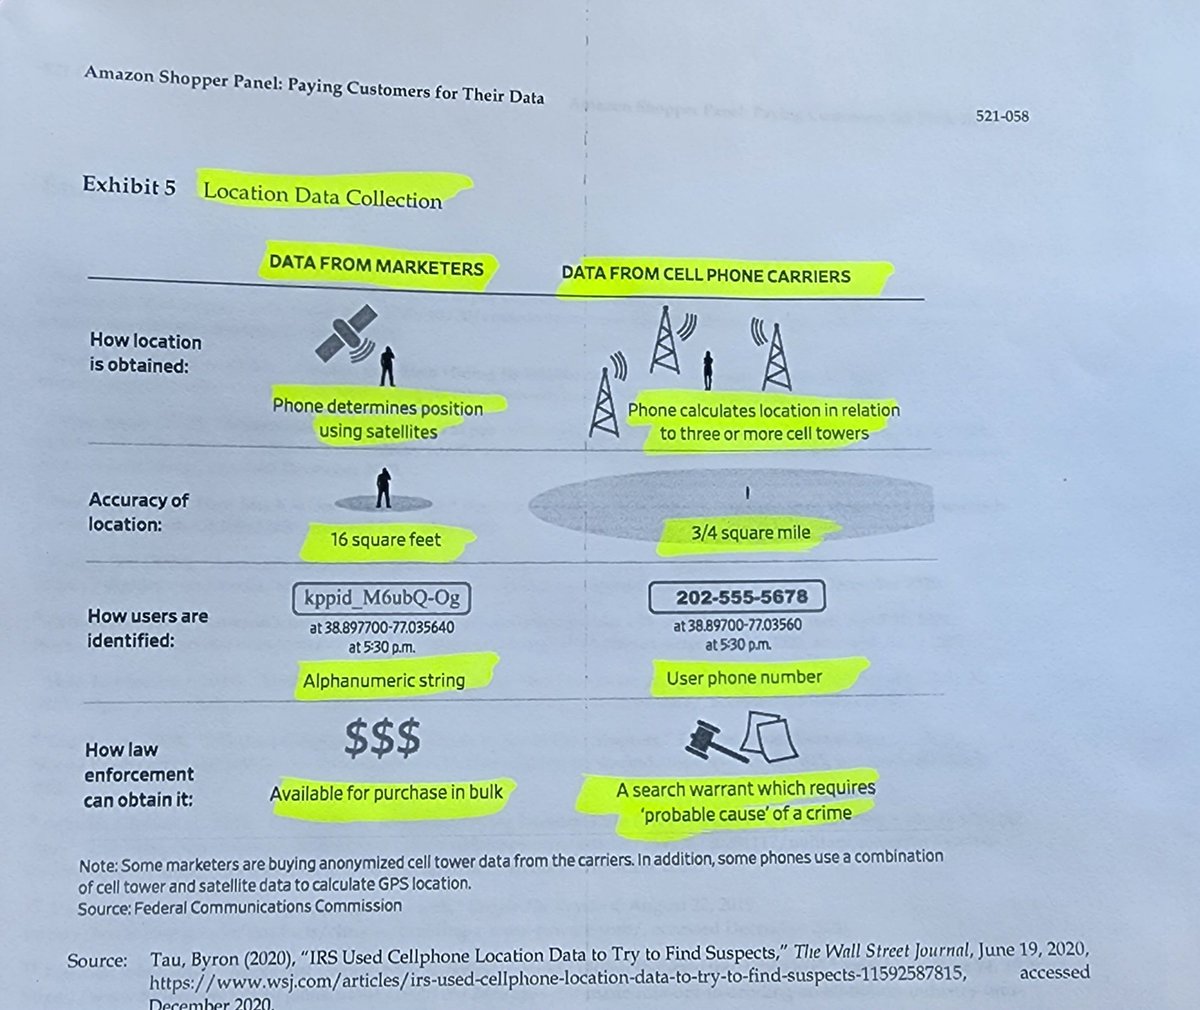 Amazon Shopper Panel: Paying Customers for Their Data
521-058
Exhibit 5 Location Data Collection
DATA FROM MARKETERS DATA FROM CELL PHONE CARRIERS
How location
is obtained:
Phone determines position
using satellites
Phone calculates location in relation
to three or more cell towers
Accuracy of
location:
16 square feet
3/4 square mile
How users are
identified:
kppid_M6ubQ-Og
at 38.897700-77.035640
at 5:30 p.m.
Alphanumeric string
202-555-5678
at 38.89700-77.03560
at 5:30 p.m.
User phone number
How law
enforcement
can obtain it:
$$$
Available for purchase in bulk
A search warrant which requires
'probable cause' of a crime
Note: Some marketers are buying anonymized cell tower data from the carriers. In addition, some phones use a combination
of cell tower and satellite data to calculate GPS location.
Source: Federal Communications Commission
Source: Tau, Byron (2020), "IRS Used Cellphone Location Data to Try to Find Suspects," The Wall Street Journal, June 19, 2020,
https://www.wsj.com/articles/irs-used-cellphone-location-data-to-try-to-find-suspects-11592587815, accessed
December 2020.